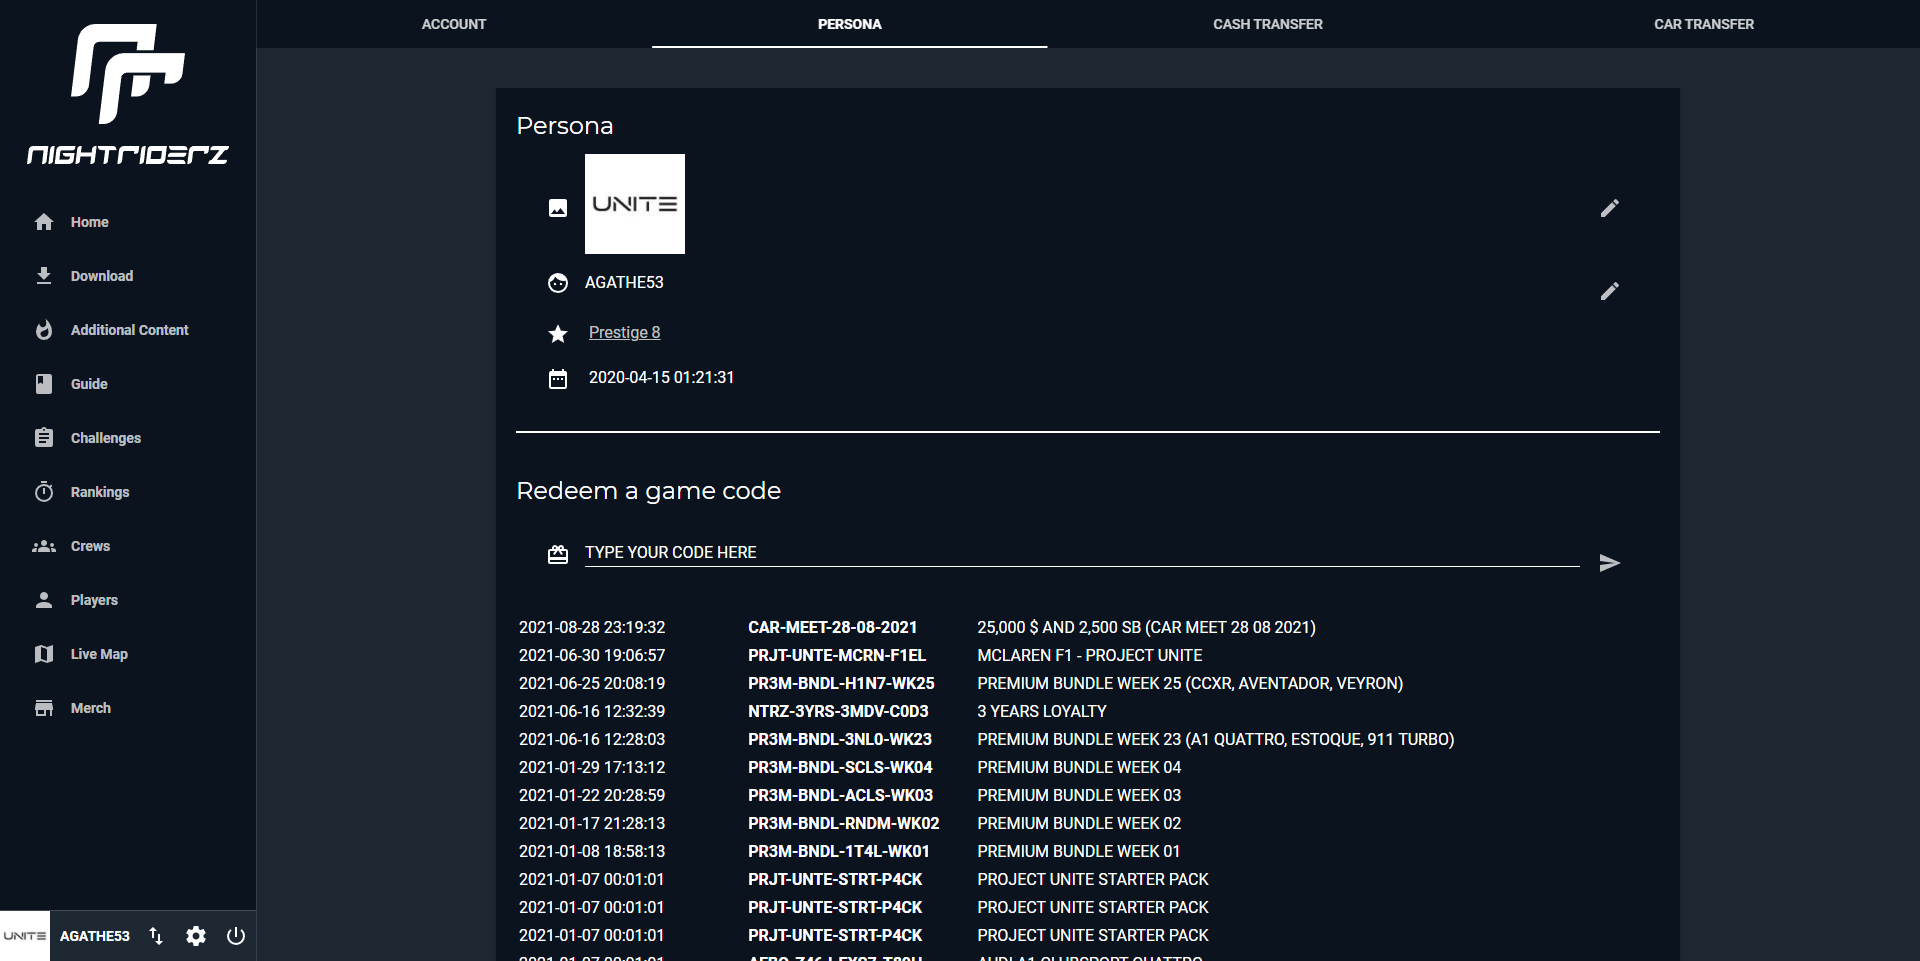 ACCOUNT PERSONA CASH TRANSFER CAR TRANSFER
NIGHTRIDERZ
Home
Download
Additional Content
Guide
Challenges
Rankings
Crews
Players
Live Map
Merch
UNITE AGATHE53
Persona
UNITE
AGATHE53
Prestige 8
2020-04-15 01:21:31
Redeem a game code
TYPE YOUR CODE HERE
2021-08-28 23:19:32 CAR-MEET-28-08-2021 25,000 $ AND 2,500 SB (CAR MEET 28 08 2021)
2021-06-30 19:06:57 PRJT-UNTE-MCRN-F1EL MCLAREN F1 - PROJECT UNITE
2021-06-25 20:08:19 PR3M-BNDL-H1N7-WK25 PREMIUM BUNDLE WEEK 25 (CCXR, AVENTADOR, VEYRON)
2021-06-16 12:32:39 NTRZ-3YRS-3MDV-C0D3 3 YEARS LOYALTY
2021-06-16 12:28:03 PR3M-BNDL-3NL0-WK23 PREMIUM BUNDLE WEEK 23 (A1 QUATTRO, ESTOQUE, 911 TURBO)
2021-01-29 17:13:12 PR3M-BNDL-SCLS-WK04 PREMIUM BUNDLE WEEK 04
2021-01-22 20:28:59 PR3M-BNDL-ACLS-WK03 PREMIUM BUNDLE WEEK 03
2021-01-17 21:28:13 PR3M-BNDL-RNDM-WK02 PREMIUM BUNDLE WEEK 02
2021-01-08 18:58:13 PR3M-BNDL-1T4L-WK01 PREMIUM BUNDLE WEEK 01
2021-01-07 00:01:01 PRJT-UNTE-STRT-P4CK PROJECT UNITE STARTER PACK
2021-01-07 00:01:01 PRJT-UNTE-STRT-P4CK PROJECT UNITE STARTER PACK
2021-01-07 00:01:01 PRJT-UNTE-STRT-P4CK PROJECT UNITE STARTER PACK
2021-01-07 00:01:01 AUDI A1 CLUBSPORT QUATTRO